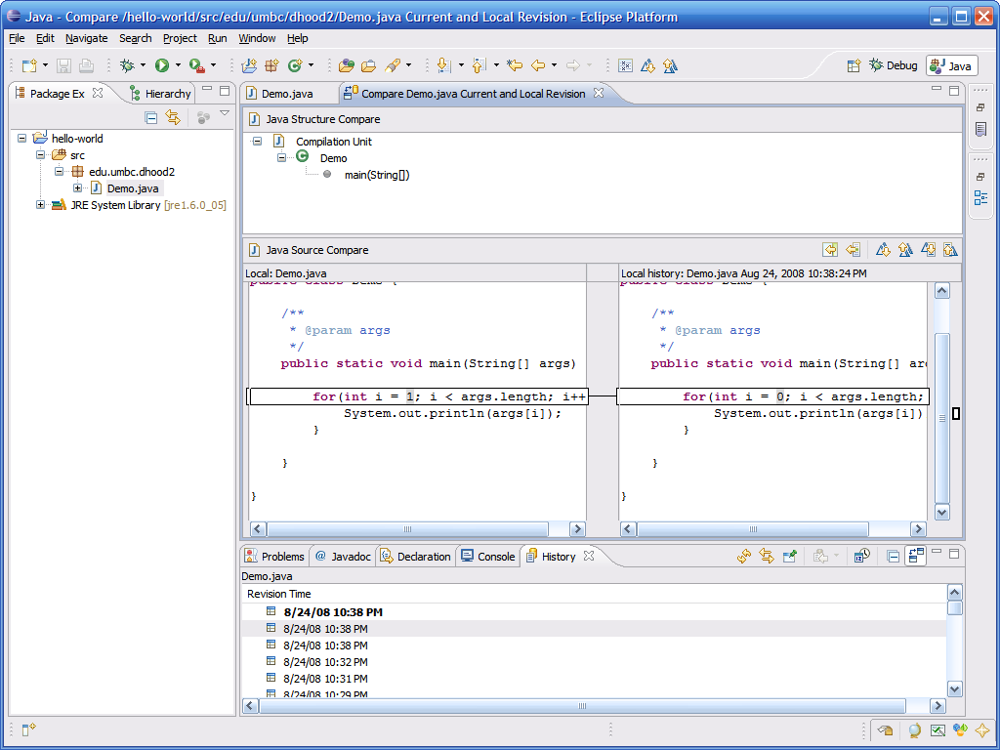 Java - Compare /hello-world/src/edu/umbc/dhood2/Demo.java Current and Local Revision - Eclipse Platform
File Edit Navigate Search Project Run Window Help
Debug Java
Package Ex Hierarchy
hello-world
src
edu.umbc.dhood2
Demo.java
JRE System Library [jre1.6.0_05]
Demo.java Compare Demo.java Current and Local Revision
Java Structure Compare
Compilation Unit
Demo
main(String[])
Java Source Compare
Local: Demo.java
public class Demo {
/**
* @param args
*/
public static void main(String[] args)
for(int i = 1; i < args.length; i++
System.out.println(args[i]);
}
}
}
Local history: Demo.java Aug 24, 2008 10:38:24 PM
public class Demo {
/**
* @param args
*/
public static void main(String[] arg
for(int i = 0; i < args.length;
System.out.println(args[i])
}
}
}
Problems @ Javadoc Declaration Console History
Demo.java
Revision Time
8/24/08 10:38 PM
8/24/08 10:38 PM
8/24/08 10:38 PM
8/24/08 10:32 PM
8/24/08 10:31 PM
8/24/08 10:29 PM